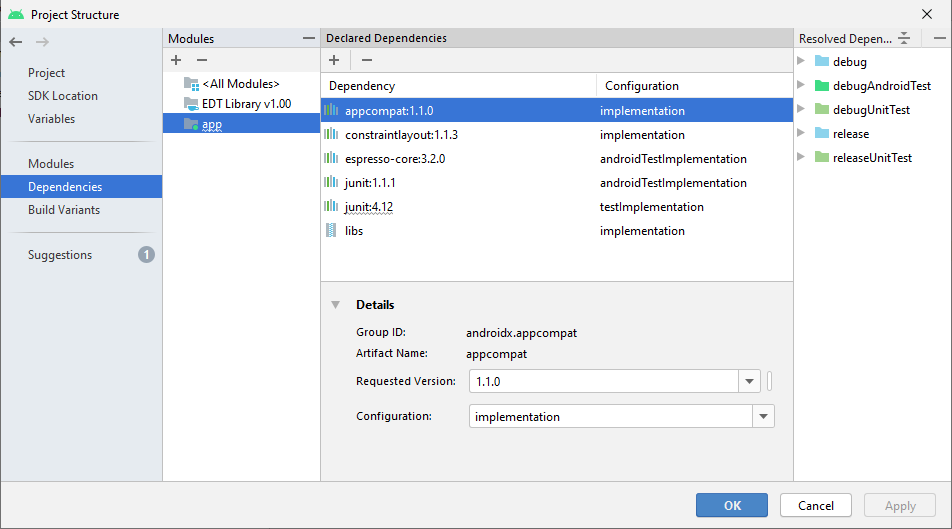 Project Structure
Project
SDK Location
Variables
Modules
Dependencies
Build Variants
Suggestions
1
Modules
<All Modules>
EDT Library v1.00
app
Declared Dependencies
Dependency Configuration
appcompat:1.1.0 implementation
constraintlayout:1.1.3 implementation
espresso-core:3.2.0 androidTestImplementation
junit:1.1.1 androidTestImplementation
junit:4.12 testImplementation
libs implementation
Details
Group ID: androidx.appcompat
Artifact Name: appcompat
Requested Version: 1.1.0
Configuration: implementation
Resolved Depen...
debug
debugAndroidTest
debugUnitTest
release
releaseUnitTest
OK Cancel Apply